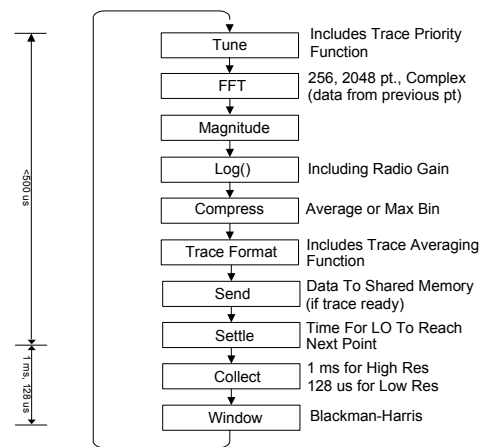 Tune
Includes Trace Priority
Function
FFT
256, 2048 pt., Complex
(data from previous pt)
Magnitude
Log()
Including Radio Gain
Compress
Average or Max Bin
Trace Format
Includes Trace Averaging
Function
Send
Data To Shared Memory
(if trace ready)
Settle
Time For LO To Reach
Next Point
Collect
1 ms for High Res
128 us for Low Res
Window
Blackman-Harris
<500 us
1 ms, 128 us